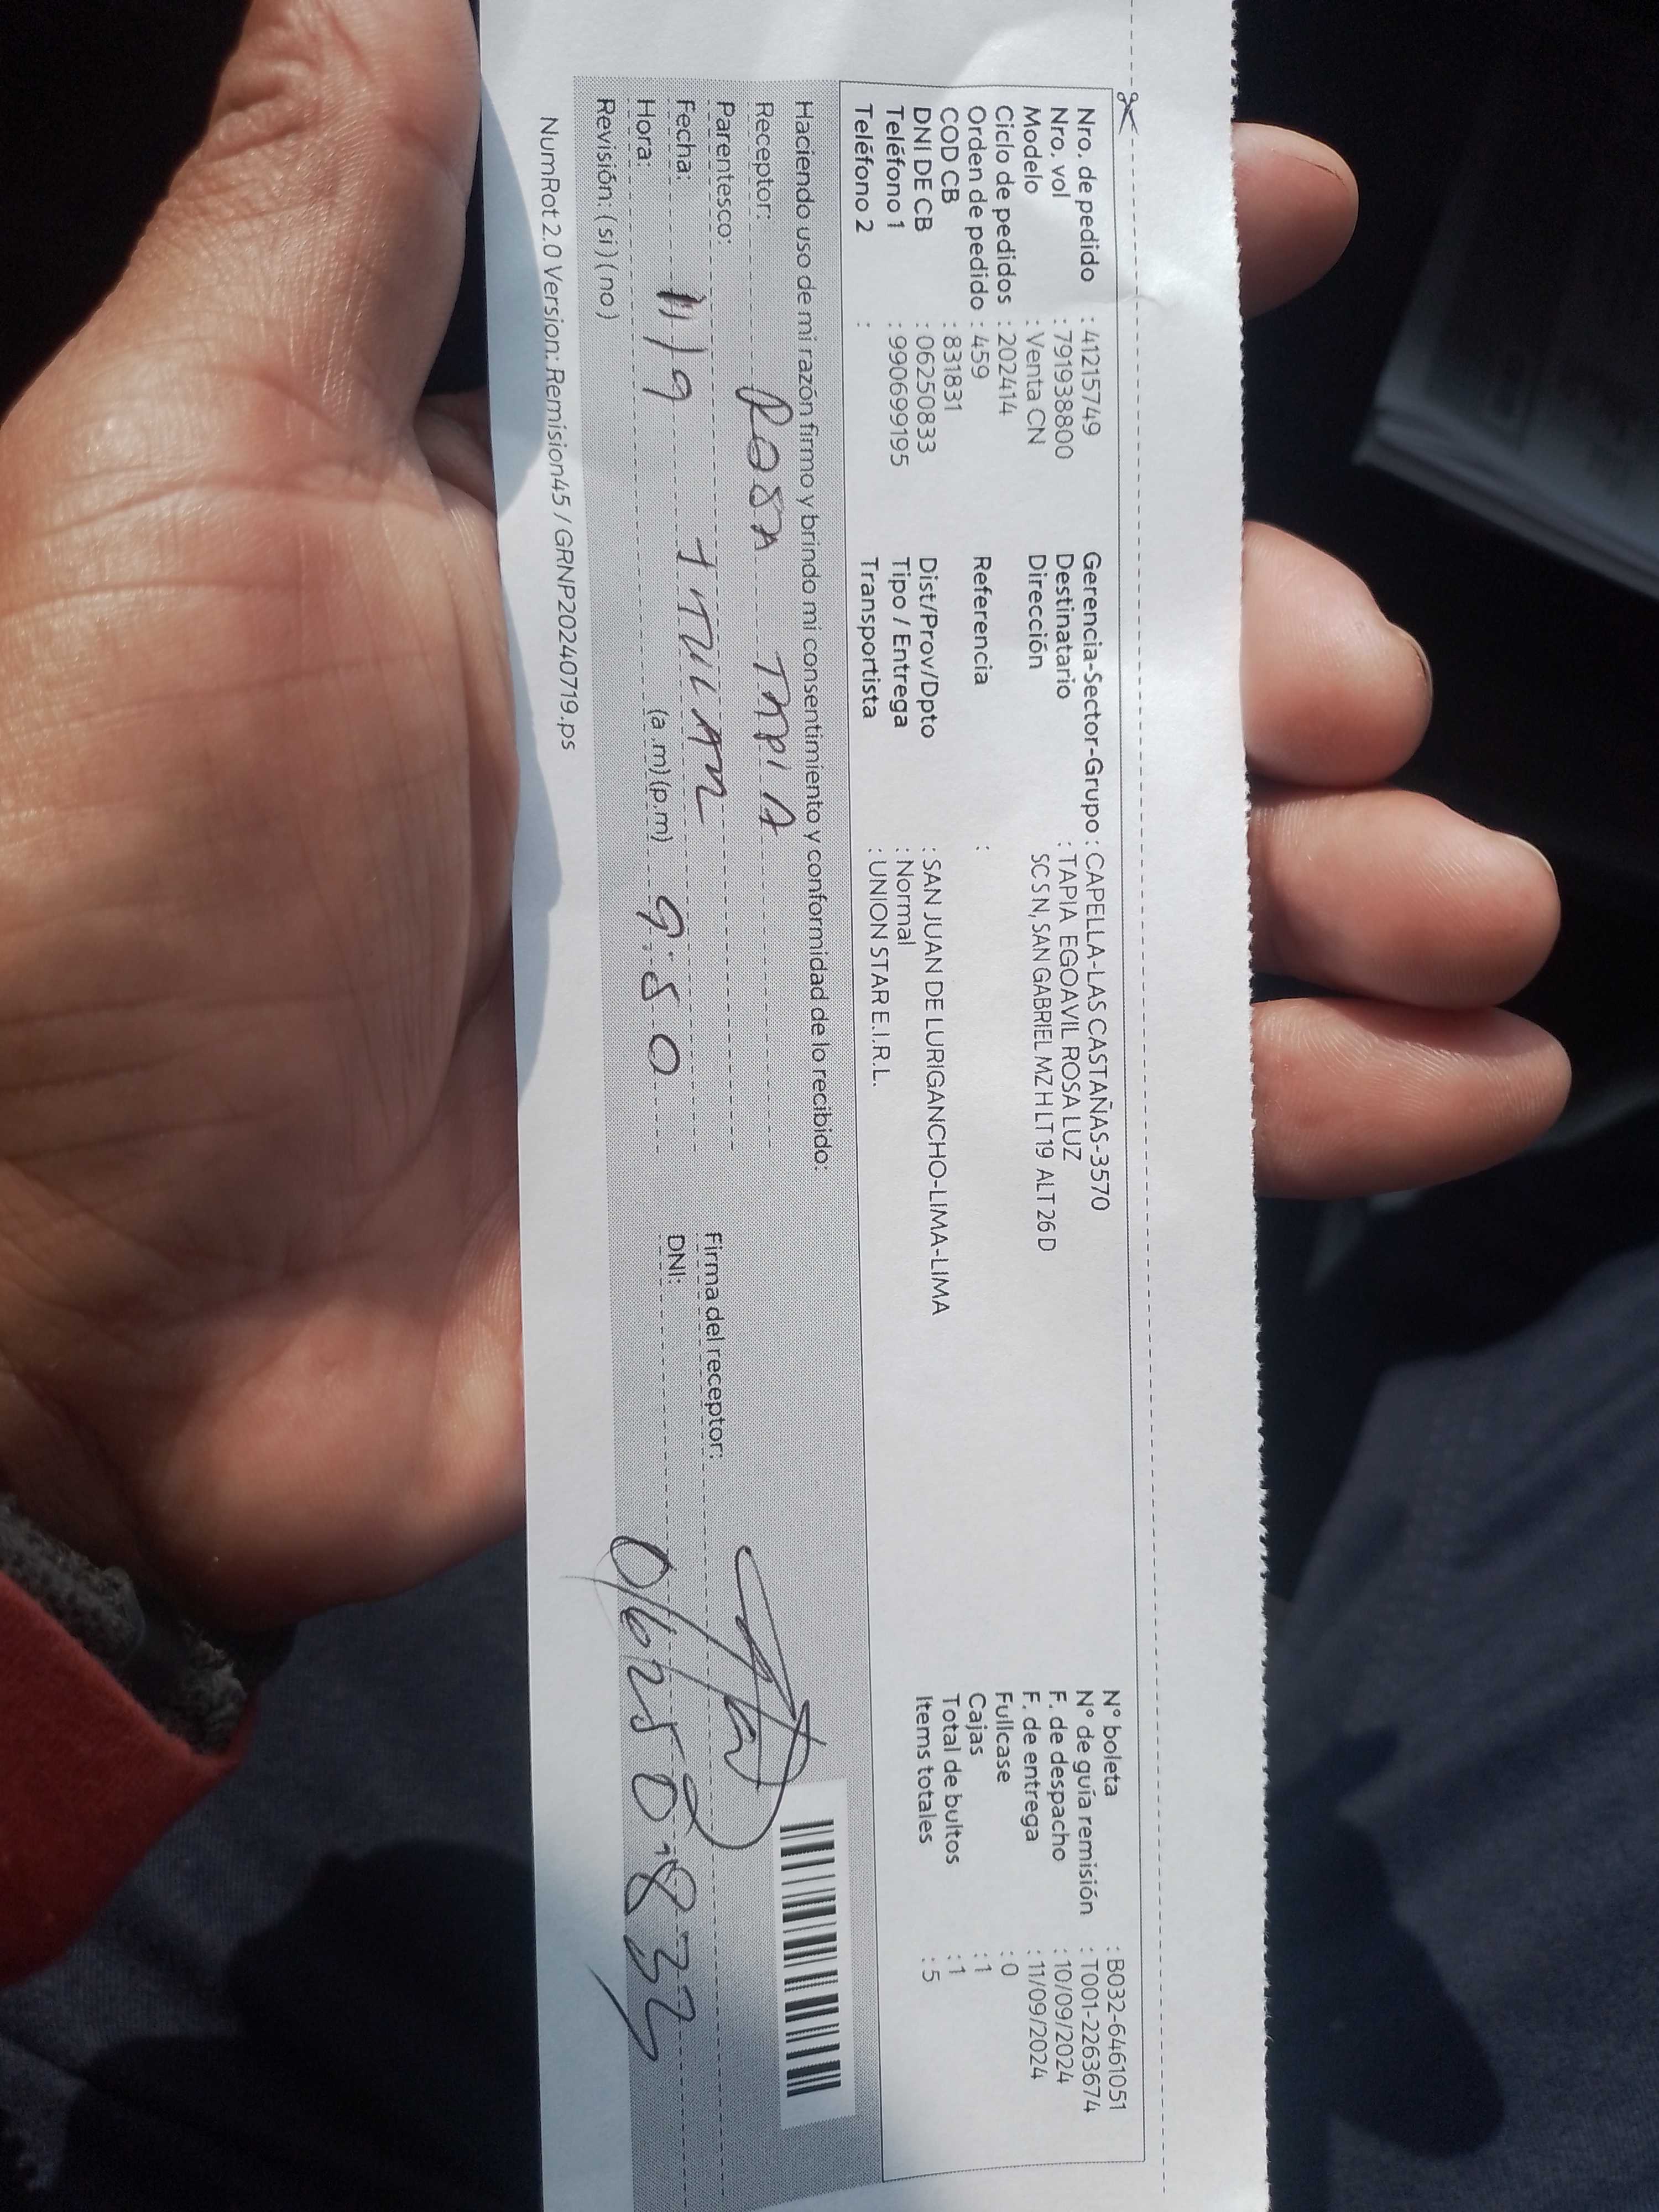 Nro. de pedido : 41215749
Nro. vol : 791938800
Modelo : Venta CN
Ciclo de pedidos : 202414
Orden de pedido : 459
COD CB : 831831
DNI DE CB : 06250833
Teléfono 1 : 990699195
Teléfono 2 :
Gerencia-Sector-Grupo : CAPELLA-LAS CASTAÑAS-3570
Destinatario : TAPIA EGOAVIL ROSA LUZ
Dirección SC S N, SAN GABRIEL MZ H LT 19 ALT 26 D
Referencia :
Dist/Prov/Dpto : SAN JUAN DE LURIGANCHO-LIMA-LIMA
Tipo / Entrega : Normal
Transportista : UNION STAR E.I.R.L.
N° boleta : B032-6461051
N° de guía remisión : T001-2263674
F. de despacho : 10/09/2024
F. de entrega : 11/09/2024
Fullcase : 0
Cajas : 1
Total de bultos : 1
Items totales : 5
Haciendo uso de mi razón firmo y brindo mi consentimiento y conformidad de lo recibido:
Receptor: ROSA TAPIA
Parentesco: TITULAR
Fecha: 11/9
Hora: (a.m) (p.m) 9:50
Revisión: (si) (no)
Firma del receptor:
DNI: 06250833
NumRot 2.0 Version: Remision45 / GRNP20240719.ps